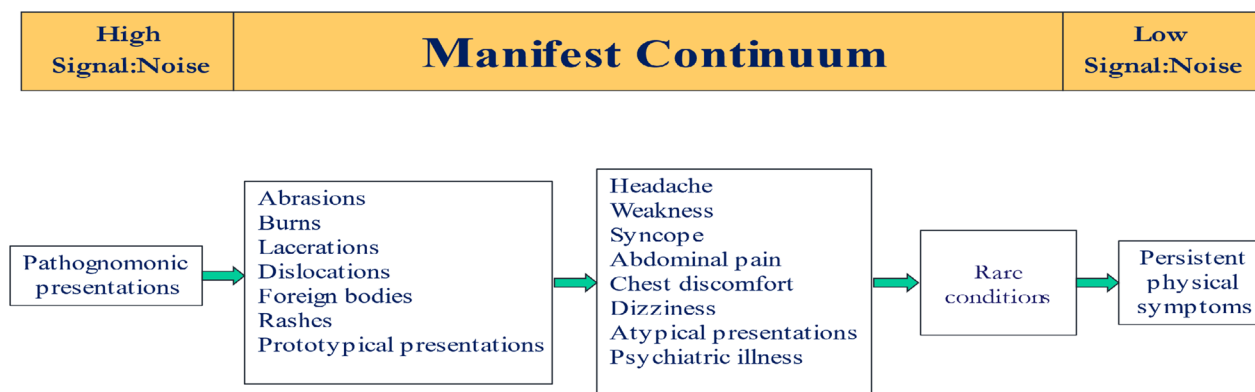 High
Signal:Noise
Manifest Continuum
Low
Signal:Noise
Pathognomonic
presentations
Abrasions
Burns
Lacerations
Dislocations
Foreign bodies
Rashes
Prototypical presentations
Headache
Weakness
Syncope
Abdominal pain
Chest discomfort
Dizziness
Atypical presentations
Psychiatric illness
Rare
conditions
Persistent
physical
symptoms